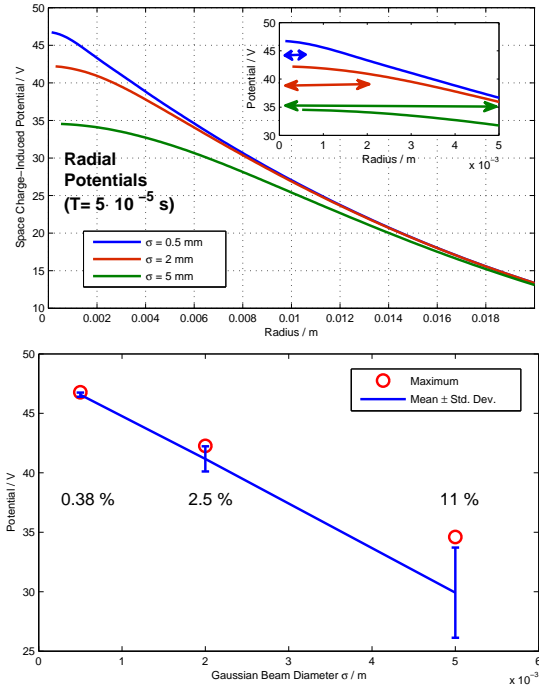 50
45
40
35
30
25
20
15
10
Space Charge–Induced Potential / V
0
0.002
0.004
0.006
0.008
0.01
0.012
0.014
0.016
0.018
Radius / m
Radial
Potentials
(T= 5· 10 −5 s)
σ = 0.5 mm
σ = 2 mm
σ = 5 mm
50
45
40
35
30
Potential / V
0
1
2
3
4
5
Radius / m
x 10 −3
50
45
40
35
30
25
Potential / V
0.38 %
2.5 %
11 %
Maximum
Mean ± Std. Dev.
0
1
2
3
4
5
6
Gaussian Beam Diameter σ / m
x 10 −3